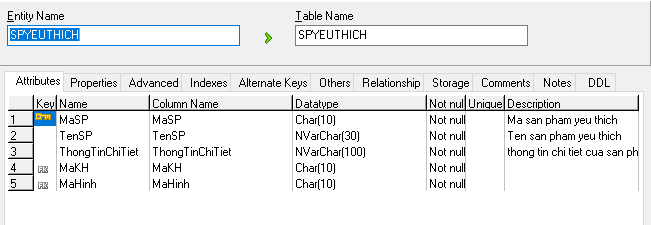 Entity Name Table Name
SPYEUTHICH SPYEUTHICH
Attributes Properties Advanced Indexes Alternate Keys Others Relationship Storage Comments Notes DDL
Key Name Column Name Datatype Not nul Unique Description
1 MaSP MaSP Char(10) Not null Ma san pham yeu thich
2 TenSP TenSP NVarChar(30) Not null Ten san pham yeu thich
3 ThongTinChiTiet ThongTinChiTiet NVarChar(100) Not null thong tin chi tiet cua san ph
4 FK MaKH MaKH Char(10) Not null
5 FK MaHinh MaHinh Char(10) Not null